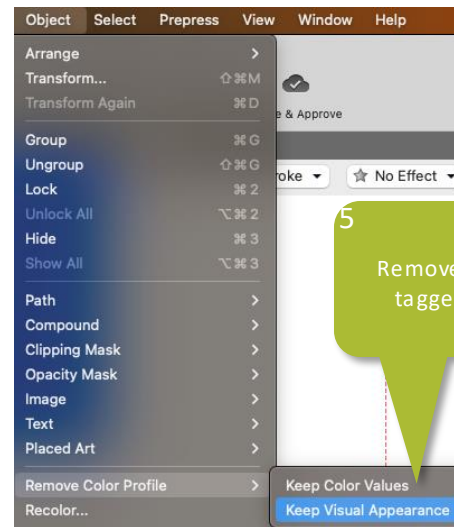 Object Select Prepress View Window Help
Arrange >
Transform... ⇧⌘M
Transform Again ⌘D
& Approve
Group ⌘G
Ungroup ⇧⌘G
oke No Effect
Lock ⌘2
Unlock All ⌥⌘2
5
Hide ⌘3
Show All ⌥⌘3
Remove
tagge
Path >
Compound >
Clipping Mask >
Opacity Mask >
Image >
Text >
Placed Art >
Remove Color Profile > Keep Color Values
Recolor... Keep Visual Appearance